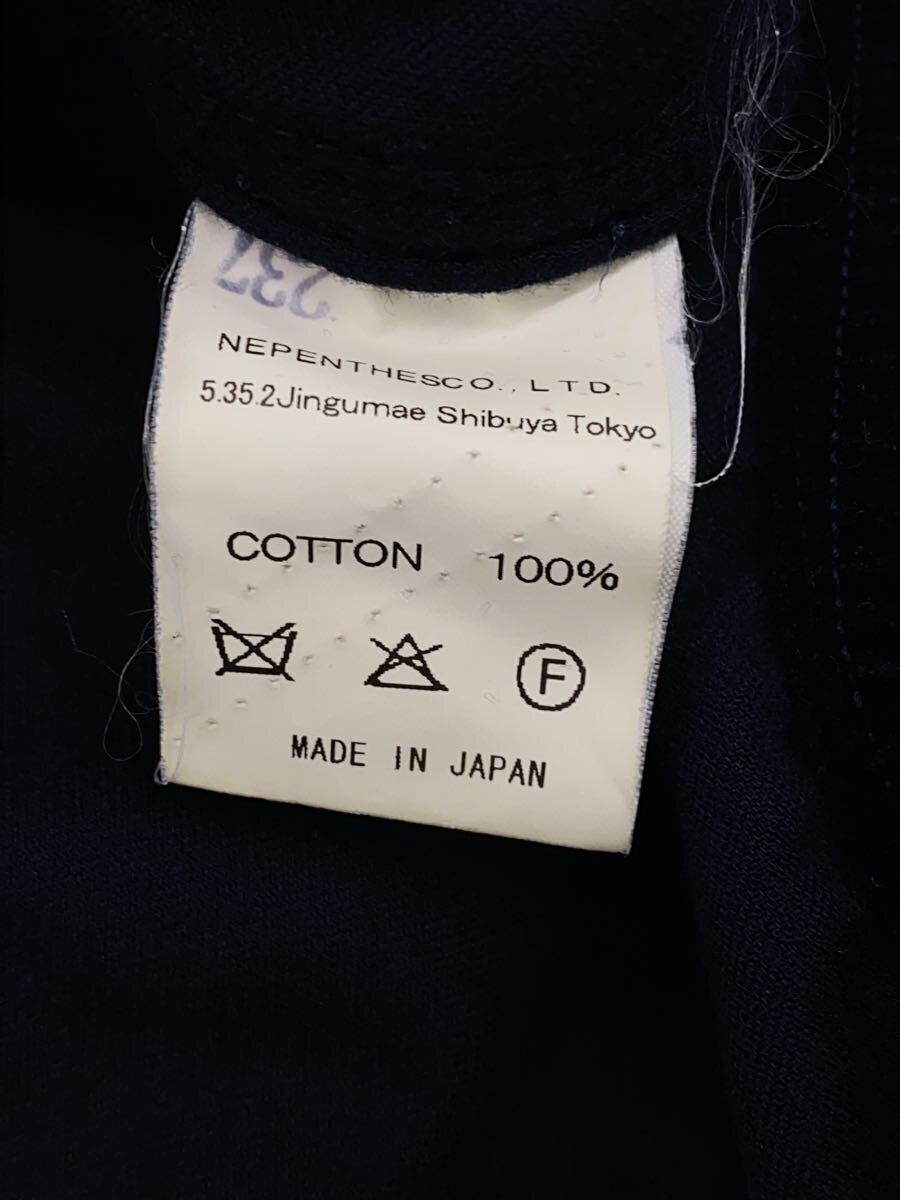 237
NEPENTHESCO., LTD.
5.35.2Jingumae Shibuya Tokyo
COTTON 100%
F
MADE IN JAPAN